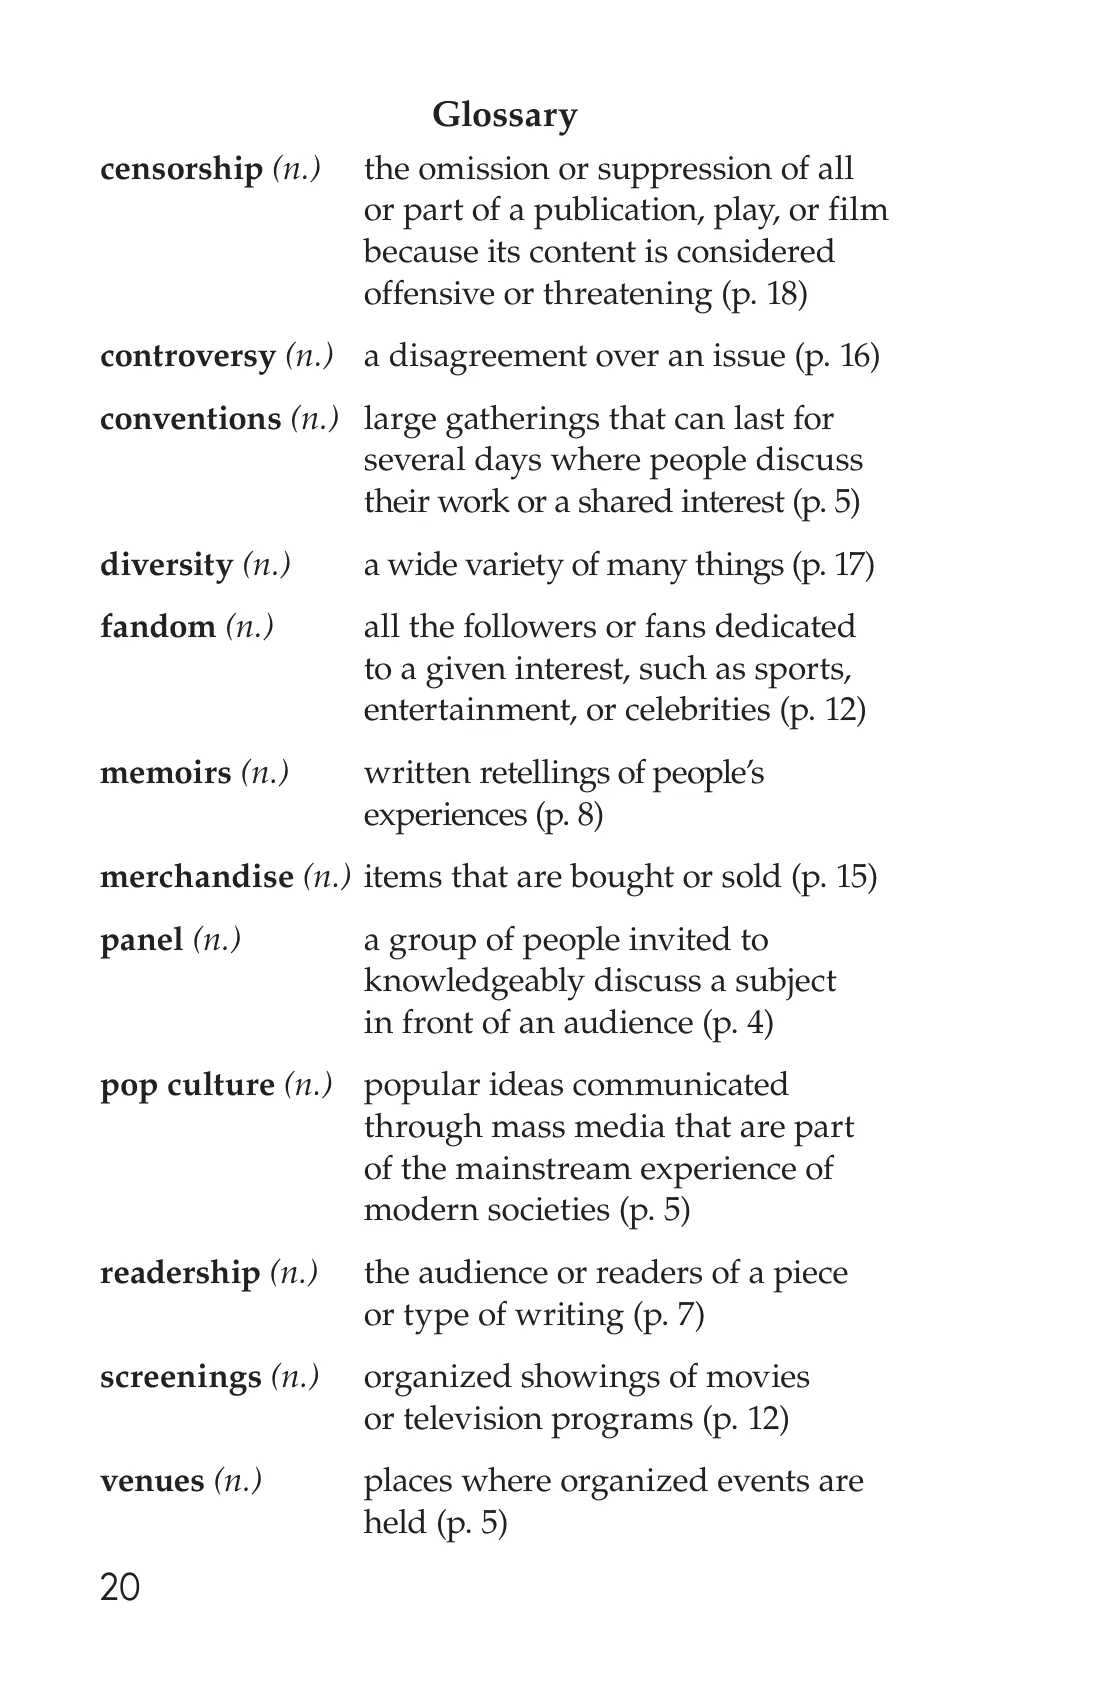 Glossary
censorship (n.) the omission or suppression of all
or part of a publication, play, or film
because its content is considered
offensive or threatening (p. 18)
controversy (n.) a disagreement over an issue (p. 16)
conventions (n.) large gatherings that can last for
several days where people discuss
their work or a shared interest (p. 5)
diversity (n.) a wide variety of many things (p. 17)
fandom (n.) all the followers or fans dedicated
to a given interest, such as sports,
entertainment, or celebrities (p. 12)
memoirs (n.) written retellings of people’s
experiences (p. 8)
merchandise (n.) items that are bought or sold (p. 15)
panel (n.) a group of people invited to
knowledgeably discuss a subject
in front of an audience (p. 4)
pop culture (n.) popular ideas communicated
through mass media that are part
of the mainstream experience of
modern societies (p. 5)
readership (n.) the audience or readers of a piece
or type of writing (p. 7)
screenings (n.) organized showings of movies
or television programs (p. 12)
venues (n.) places where organized events are
held (p. 5)
20